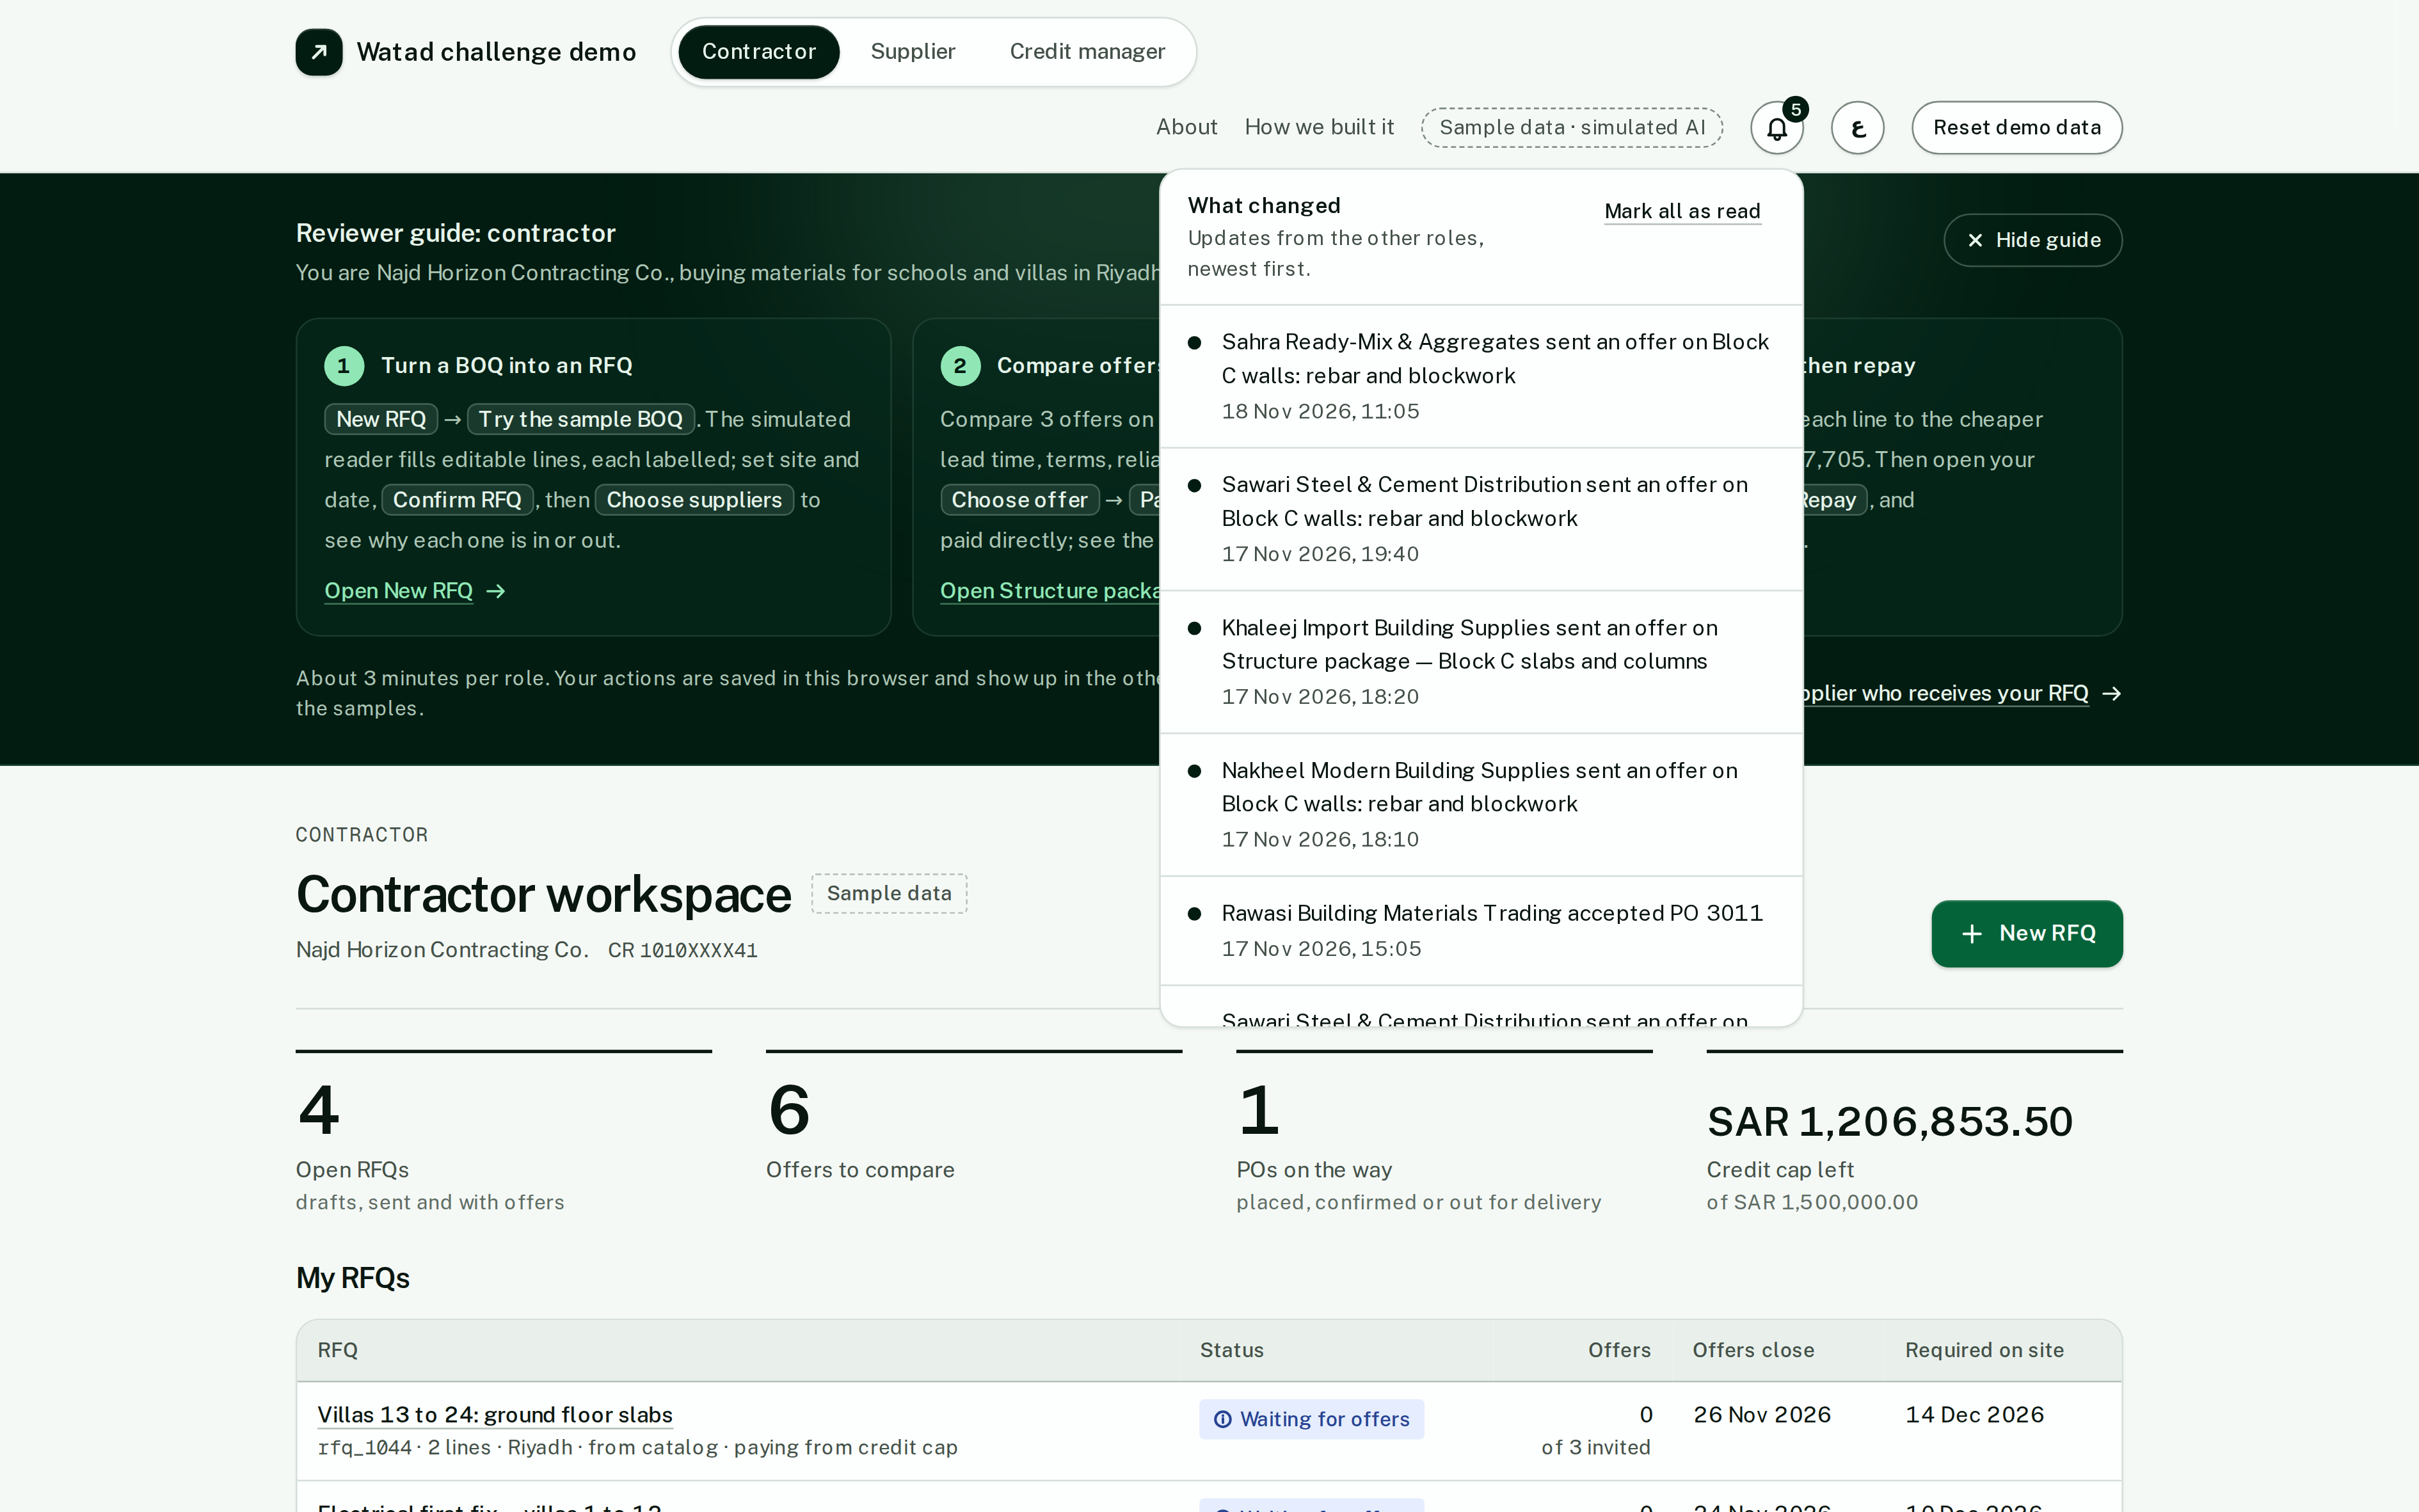 Watad challenge demo
Contractor
Supplier
Credit manager
About
How we built it
Sample data · simulated AI
5
ع
Reset demo data
Reviewer guide: contractor
You are Najd Horizon Contracting Co., buying materials for schools and villas in Riyadh
Hide guide
1 Turn a BOQ into an RFQ
New RFQ → Try the sample BOQ. The simulated
reader fills editable lines, each labelled; set site and
date, Confirm RFQ, then Choose suppliers to
see why each one is in or out.
Open New RFQ →
2 Compare offers
Compare 3 offers on
lead time, terms,
Choose offer →
paid directly; see the
Open Structure
then repay
each line to the cheaper
7,705. Then open your
Repay, and
.
About 3 minutes per role. Your actions are saved in this browser and show up in the
the samples.
who receives your RFQ →
What changed
Updates from the other roles,
newest first.
Mark all as read
Sahra Ready-Mix & Aggregates sent an offer on Block
C walls: rebar and blockwork
18 Nov 2026, 11:05
Sawari Steel & Cement Distribution sent an offer on
Block C walls: rebar and blockwork
17 Nov 2026, 19:40
Khaleej Import Building Supplies sent an offer on
Structure package — Block C slabs and columns
17 Nov 2026, 18:20
Nakheel Modern Building Supplies sent an offer on
Block C walls: rebar and blockwork
17 Nov 2026, 18:10
Rawasi Building Materials Trading accepted PO 3011
17 Nov 2026, 15:05
Sawari Steel & Cement Distribution sent an offer on
CONTRACTOR
Contractor workspace
Sample data
Najd Horizon Contracting Co. CR 1010XXXX41
+ New RFQ
4
Open RFQs
drafts, sent and with offers
6
Offers to compare
1
POs on the way
placed, confirmed or out for delivery
SAR 1,206,853.50
Credit cap left
of SAR 1,500,000.00
My RFQs
RFQ
Status
Offers
Offers close
Required on site
Villas 13 to 24: ground floor slabs
rfq_1044 · 2 lines · Riyadh · from catalog · paying from credit cap
Waiting for offers
0
of 3 invited
26 Nov 2026
14 Dec 2026